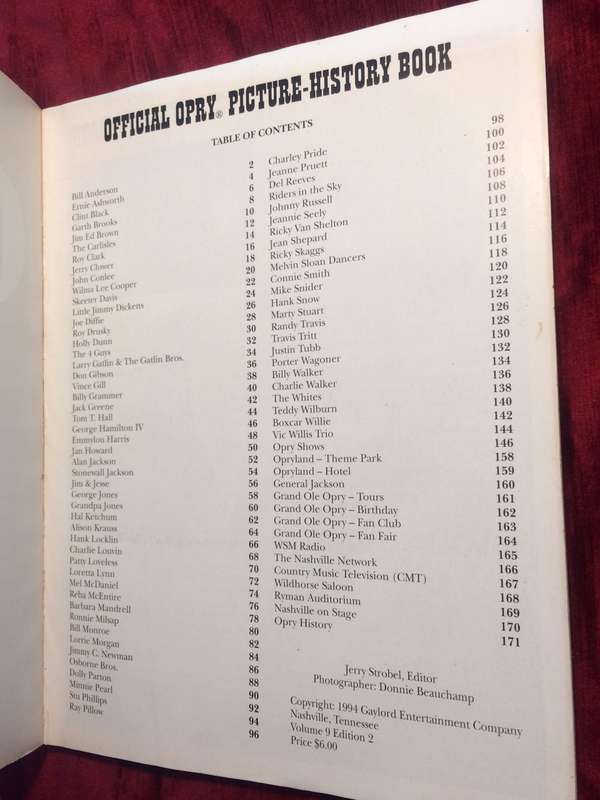 OFFICIAL OPRY® PICTURE-HISTORY BOOK
TABLE OF CONTENTS
Bill Anderson 2
Ernie Ashworth 4
Clint Black 6
Garth Brooks 8
Jim Ed Brown 10
The Carlisles 12
Roy Clark 14
Jerry Clower 16
John Conlee 18
Wilma Lee Cooper 20
Skeeter Davis 22
Little Jimmy Dickens 24
Joe Diffie 26
Roy Drusky 28
Holly Dunn 30
The 4 Guys 32
Larry Gatlin & The Gatlin Bros. 34
Don Gibson 36
Vince Gill 38
Billy Grammer 40
Jack Greene 42
Tom T. Hall 44
George Hamilton IV 46
Emmylou Harris 48
Jan Howard 50
Alan Jackson 52
Stonewall Jackson 54
Jim & Jesse 56
George Jones 58
Grandpa Jones 60
Hal Ketchum 62
Alison Krauss 64
Hank Locklin 66
Charlie Louvin 68
Patty Loveless 70
Loretta Lynn 72
Mel McDaniel 74
Reba McEntire 76
Barbara Mandrell 78
Ronnie Milsap 80
Bill Monroe 82
Lorrie Morgan 84
Jimmy C. Newman 86
Osborne Bros. 88
Dolly Parton 90
Minnie Pearl 92
Stu Phillips 94
Ray Pillow 96
Charley Pride 98
Jeanne Pruett 100
Del Reeves 102
Riders in the Sky 104
Johnny Russell 106
Jeannie Seely 108
Ricky Van Shelton 110
Jean Shepard 112
Ricky Skaggs 114
Melvin Sloan Dancers 116
Connie Smith 118
Mike Snider 120
Hank Snow 122
Marty Stuart 124
Randy Travis 126
Travis Tritt 128
Justin Tubb 130
Porter Wagoner 132
Billy Walker 134
Charlie Walker 136
The Whites 138
Teddy Wilburn 140
Boxcar Willie 142
Vic Willis Trio 144
Opry Shows 146
Opryland – Theme Park 158
Opryland – Hotel 159
General Jackson 160
Grand Ole Opry – Tours 161
Grand Ole Opry – Birthday 162
Grand Ole Opry – Fan Club 163
Grand Ole Opry – Fan Fair 164
WSM Radio 165
The Nashville Network 166
Country Music Television (CMT) 167
Wildhorse Saloon 168
Ryman Auditorium 169
Nashville on Stage 170
Opry History 171
Jerry Strobel, Editor
Photographer: Donnie Beauchamp
Copyright: 1994 Gaylord Entertainment Company
Nashville, Tennessee
Volume 9 Edition 2
Price $6.00